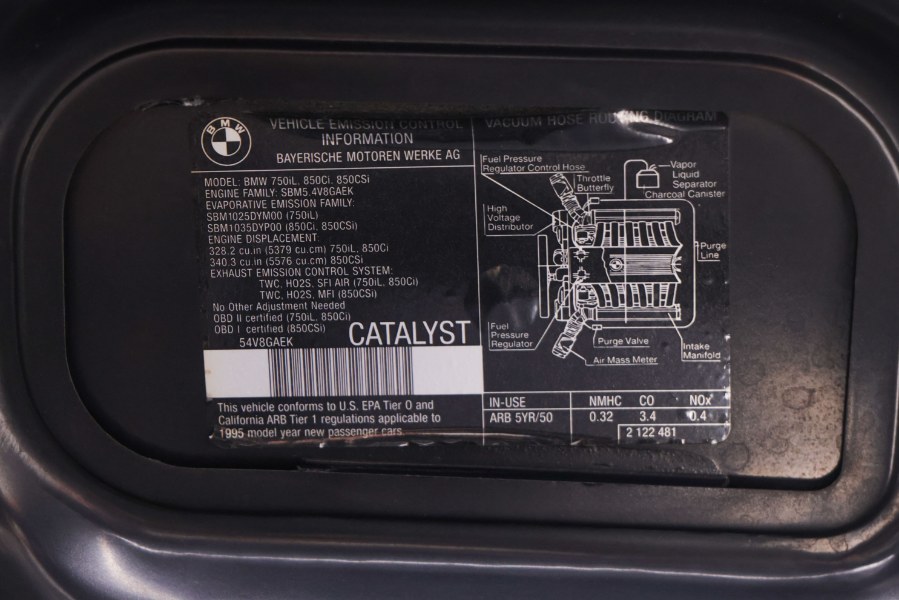 BMW
VEHICLE EMISSION CONTROL
INFORMATION
BAYERISCHE MOTOREN WERKE AG
MODEL: BMW 750iL, 850Ci, 850CSi
ENGINE FAMILY: SBM5.4V8GAEK
EVAPORATIVE EMISSION FAMILY:
SBM1025DYM00 (750iL)
SBM1035DYP00 (850Ci, 850CSi)
ENGINE DISPLACEMENT:
328.2 cu.in (5379 cu.cm) 750iL, 850Ci
340.3 cu.in (5576 cu.cm) 850CSi
EXHAUST EMISSION CONTROL SYSTEM:
TWC, HO2S, SFI AIR (750iL, 850Ci)
TWC, HO2S, MFI (850CSi)
No Other Adjustment Needed
OBD II certified (750iL, 850Ci)
OBD I certified (850CSi)
54V8GAEK
CATALYST
This vehicle conforms to U.S. EPA Tier 0 and
California ARB Tier 1 regulations applicable to
1995 model year new passenger cars
VACUUM HOSE ROUTING DIAGRAM
Fuel Pressure
Regulator Control Hose
Throttle
Butterfly
Vapor
Liquid
Separator
Charcoal Canister
High
Voltage
Distributor
Purge
Line
Fuel
Pressure
Regulator
Purge Valve
Air Mass Meter
Intake
Manifold
IN-USE NMHC CO NOx
ARB 5YR/50 0.32 3.4 0.4
2 122 481